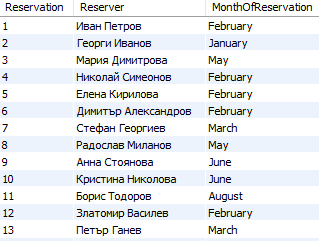 Reservation Reserver MonthOfReservation
1 Иван Петров February
2 Георги Иванов January
3 Мария Димитрова May
4 Николай Симеонов February
5 Елена Кирилова February
6 Димитър Александров February
7 Стефан Георгиев March
8 Радослав Миланов May
9 Анна Стоянова June
10 Кристина Николова June
11 Борис Тодоров August
12 Златомир Василев February
13 Петър Ганев March